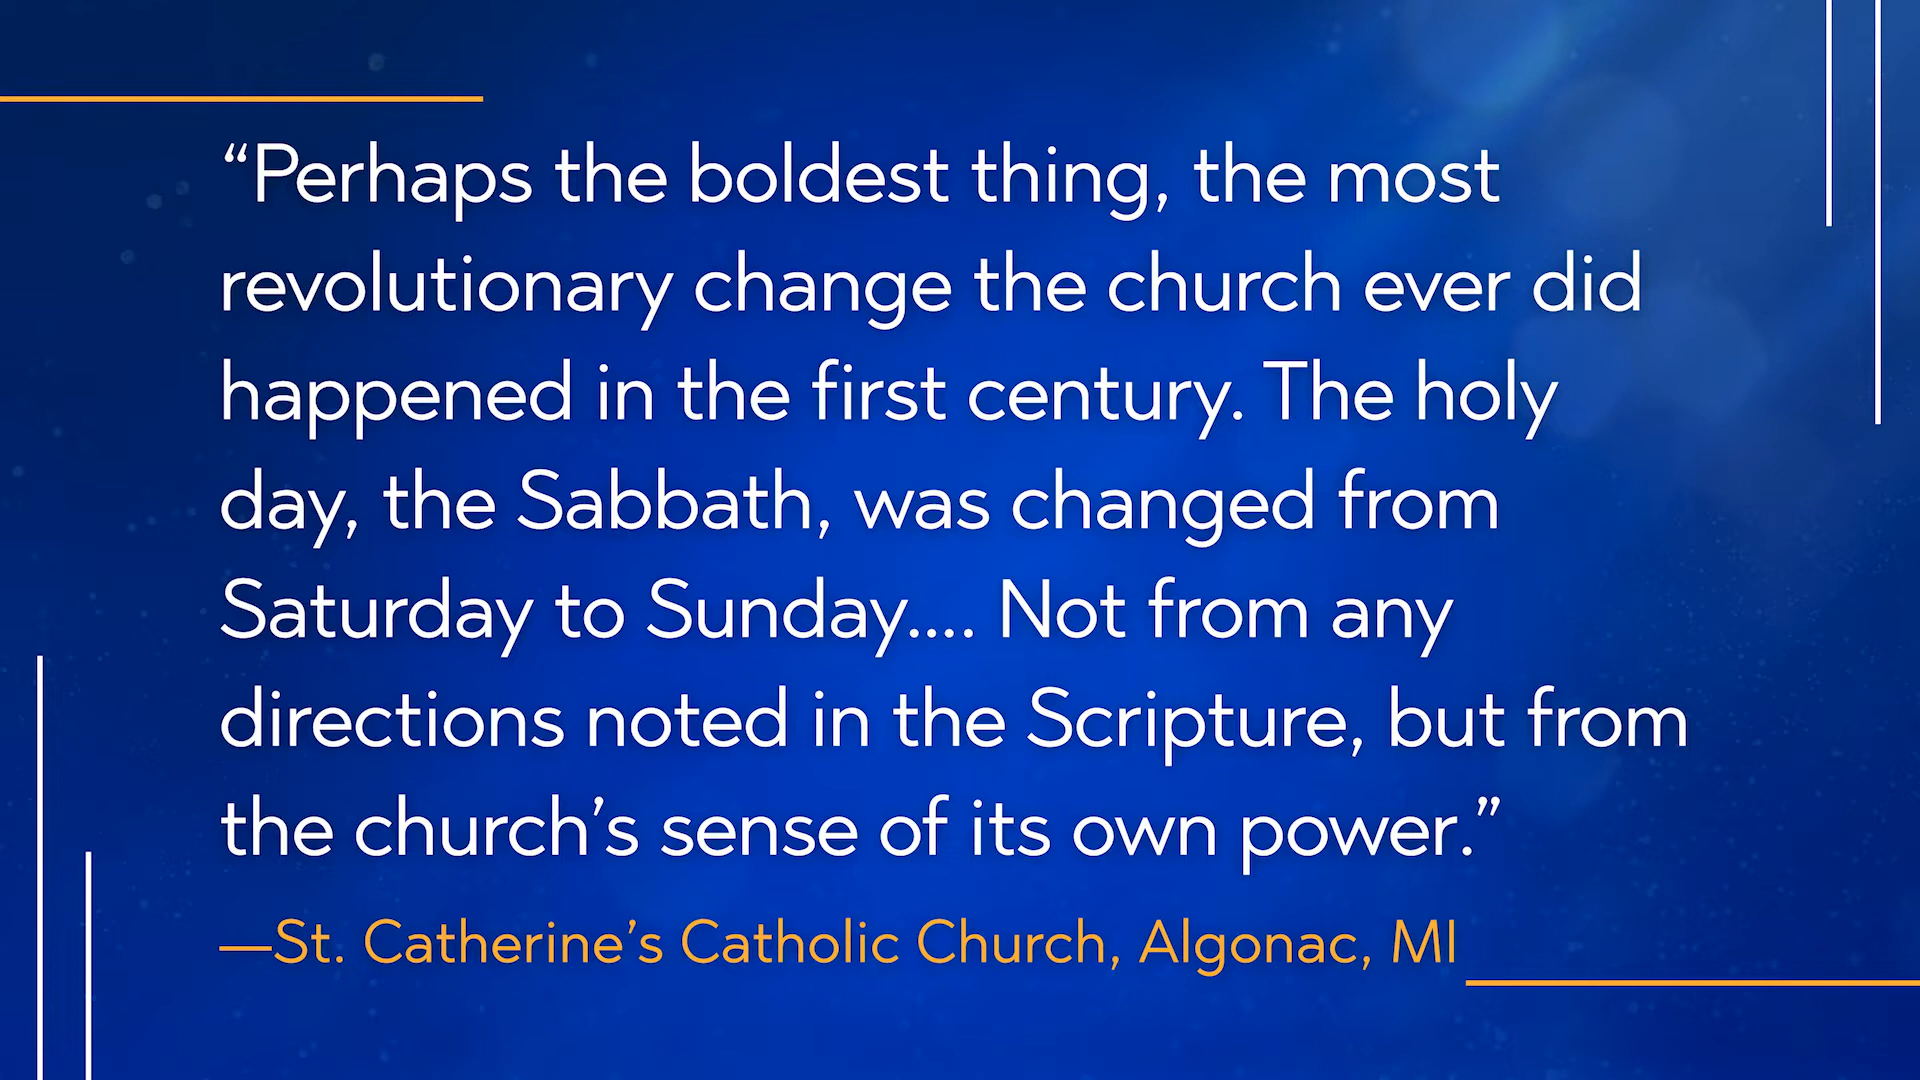 “Perhaps the boldest thing, the most
revolutionary change the church ever did
happened in the first century. The holy
day, the Sabbath, was changed from
Saturday to Sunday.... Not from any
directions noted in the Scripture, but from
the church’s sense of its own power.”
—St. Catherine’s Catholic Church, Algonac, MI